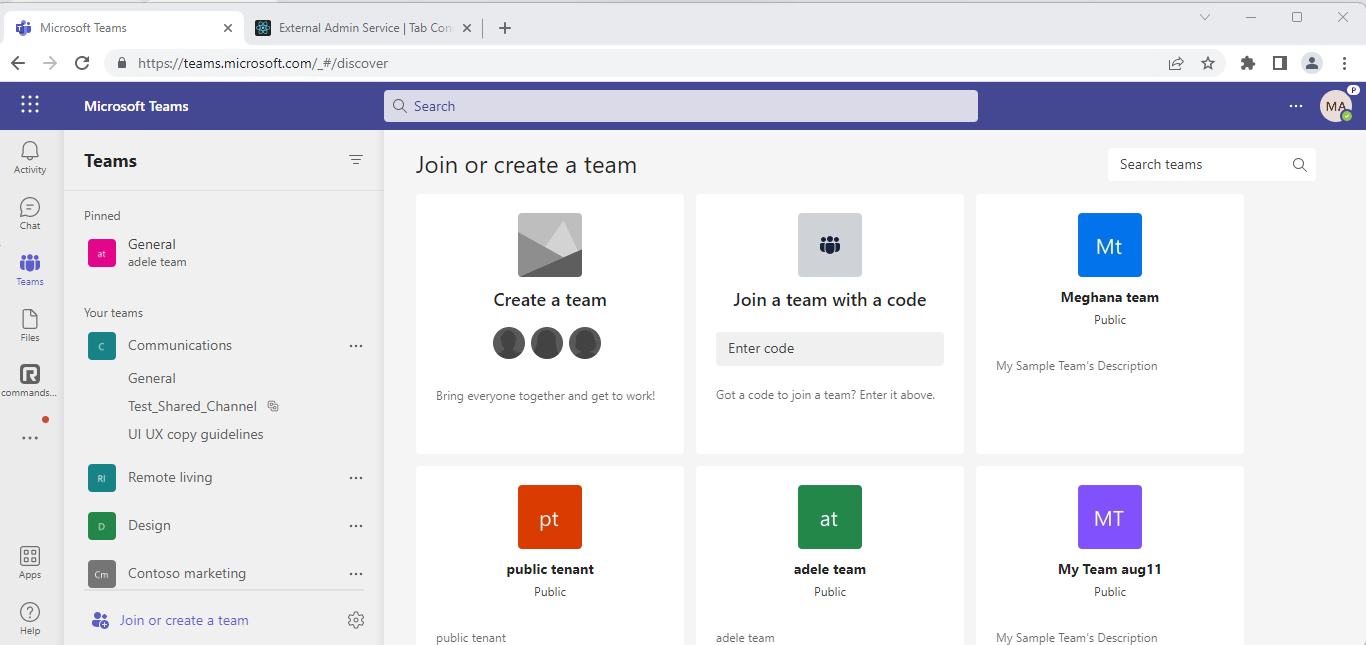 Microsoft Teams
External Admin Service | Tab Con
https://teams.microsoft.com/_#/discover
Microsoft Teams
Search
MA
P
Activity
Chat
Teams
Files
commands...
Apps
Help
Teams
Pinned
at
General
adele team
Your teams
C
Communications
General
Test_Shared_Channel
UI UX copy guidelines
Rl
Remote living
D
Design
Cm
Contoso marketing
Join or create a team
Join or create a team
Search teams
Create a team
Bring everyone together and get to work!
Join a team with a code
Enter code
Got a code to join a team? Enter it above.
Mt
Meghana team
Public
My Sample Team's Description
pt
public tenant
Public
public tenant
at
adele team
Public
adele team
MT
My Team aug11
Public
My Sample Team's Description